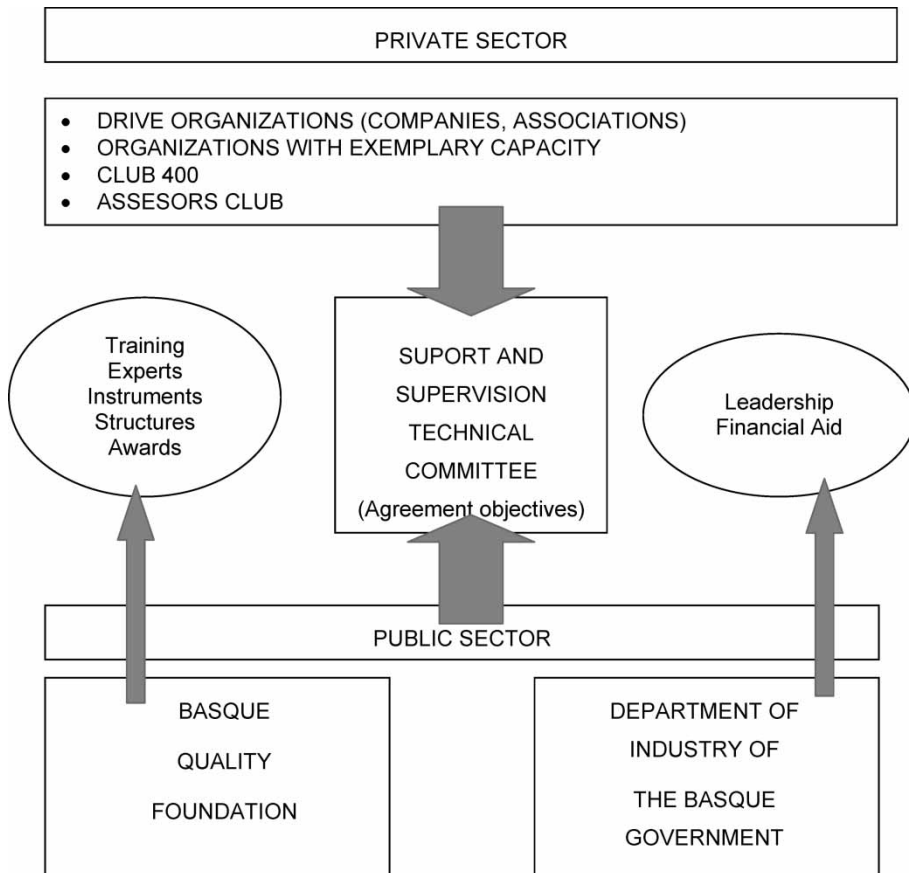 PRIVATE SECTOR
• DRIVE ORGANIZATIONS (COMPANIES, ASSOCIATIONS)
• ORGANIZATIONS WITH EXEMPLARY CAPACITY
• CLUB 400
• ASSESORS CLUB
Training
Experts
Instruments
Structures
Awards
SUPORT AND
SUPERVISION
TECHNICAL
COMMITTEE
(Agreement objectives)
Leadership
Financial Aid
PUBLIC SECTOR
BASQUE
QUALITY
FOUNDATION
DEPARTMENT OF
INDUSTRY OF
THE BASQUE
GOVERNMENT